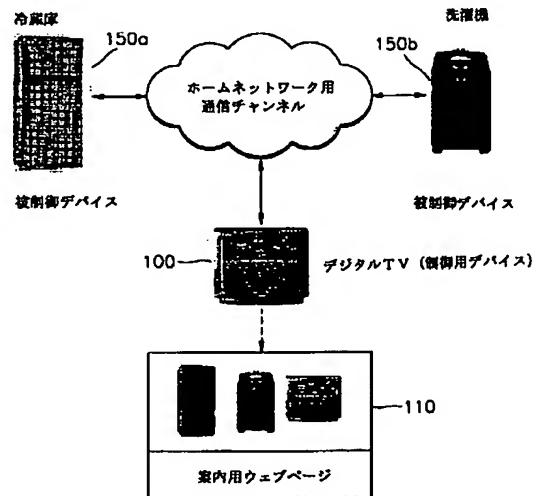 冷蔵庫
洗濯機
150a
150b
ホームネットワーク用
通信チャンネル
被制御デバイス
被制御デバイス
100
デジタルTV (制御用デバイス)
110
案内用ウェブページ